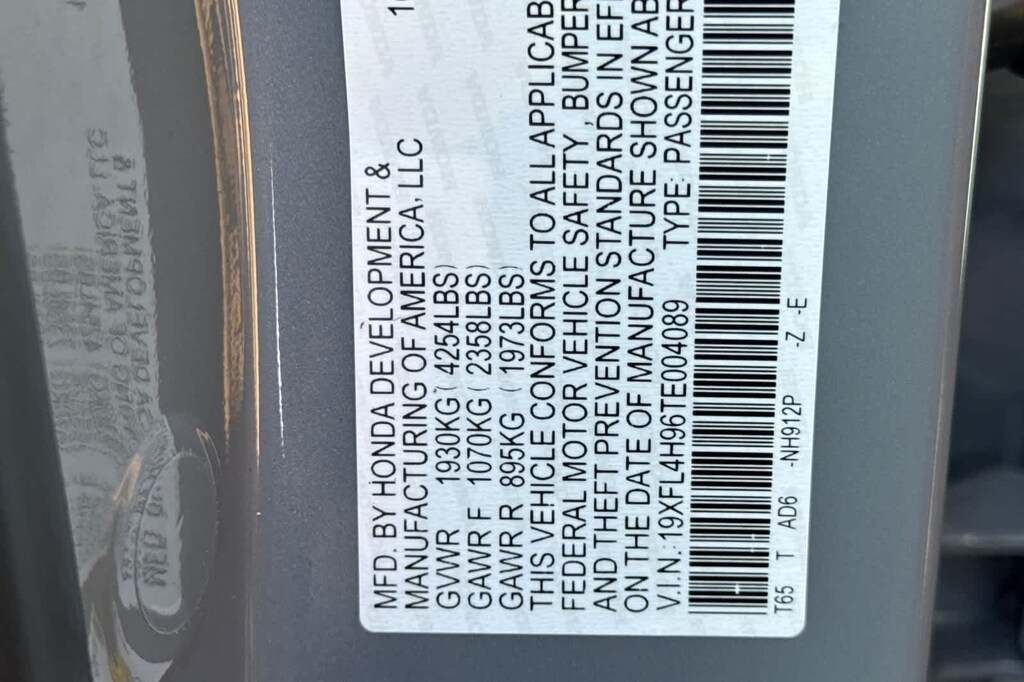 MFD. BY HONDA DEVELOPMENT &
MANUFACTURING OF AMERICA, LLC 10
GVWR 1930KG ( 4254LBS)
GAWR F 1070KG ( 2358LBS)
GAWR R 895KG ( 1973LBS)
THIS VEHICLE CONFORMS TO ALL APPLICAB
FEDERAL MOTOR VEHICLE SAFETY, BUMPER
AND THEFT PREVENTION STANDARDS IN EFF
ON THE DATE OF MANUFACTURE SHOWN AB
V.I.N.: 19XFL4H96TE004089 TYPE: PASSENGER
T65 T AD6 -NH912P -Z -E